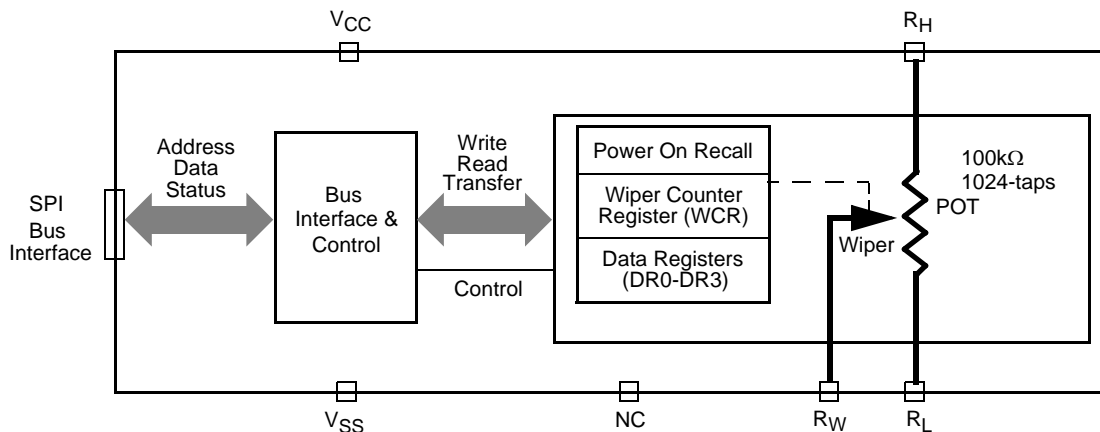 VCC
RH
Address
Data
Status
Write
Read
Transfer
Power On Recall
100kΩ
1024-taps
SPI
Bus
Interface
Bus
Interface &
Control
Wiper Counter
Register (WCR)
POT
Wiper
Data Registers
(DR0-DR3)
Control
VSS
NC
RW
RL